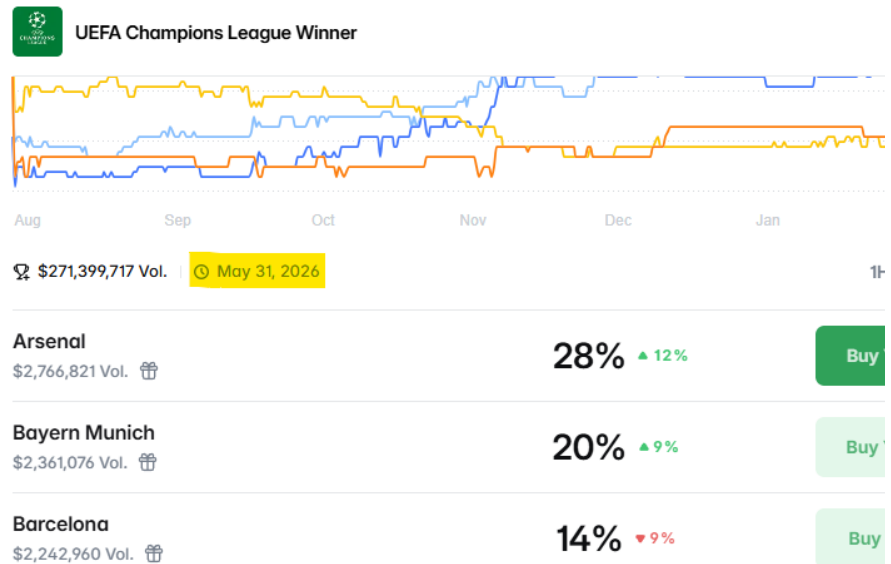 UEFA Champions League Winner
CHAMPIONS
LEAGUE
Aug Sep Oct Nov Dec Jan
$271,399,717 Vol. May 31, 2026 1H
Arsenal
28% 12% Buy
$2,766,821 Vol.
Bayern Munich
20% 9% Buy
$2,361,076 Vol.
Barcelona
14% 9% Buy
$2,242,960 Vol.